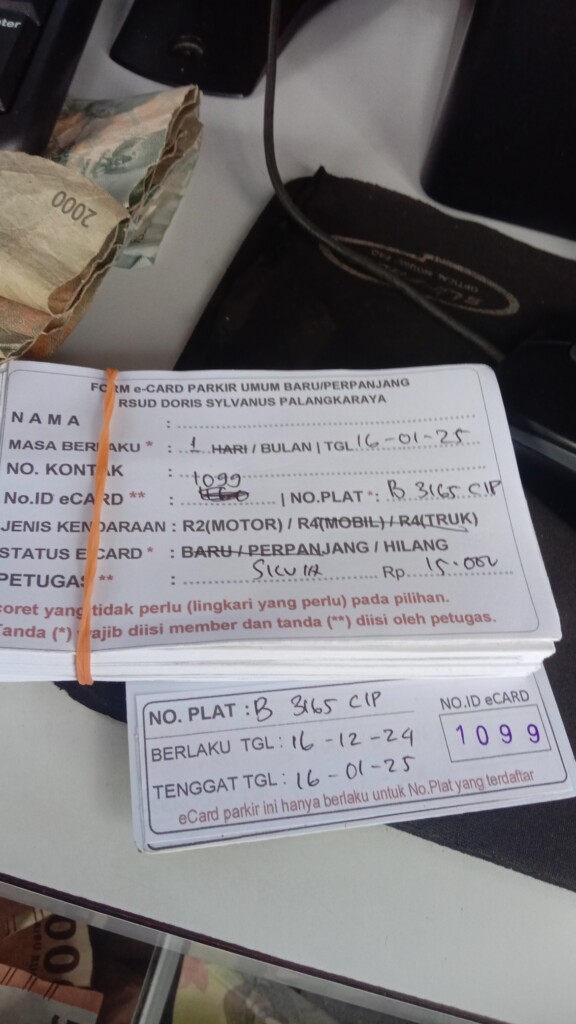 2000
FORM e-CARD PARKIR UMUM BARU/PERPANJANG
RSUD DORIS SYLVANUS PALANGKARAYA
NAMA :
MASA BERLAKU * : 1 HARI / BULAN | TGL 16-01-25
NO. KONTAK :
1099
No.ID eCARD ** : | NO.PLAT *: B 3165 CIP
JENIS KENDARAAN : R2(MOTOR) / R4(MOBIL) / R4(TRUK)
STATUS ECARD * : BARU / PERPANJANG / HILANG
PETUGAS ** : Rp. 15.000
coret yang tidak perlu (lingkari yang perlu) pada pilihan.
Tanda (*) wajib diisi member dan tanda (**) diisi oleh petugas.
NO. PLAT : B 3165 CIP
NO.ID eCARD
BERLAKU TGL : 16-12-24
1099
TENGGAT TGL : 16-01-25
eCard parkir ini hanya berlaku untuk No.Plat yang terdaftar